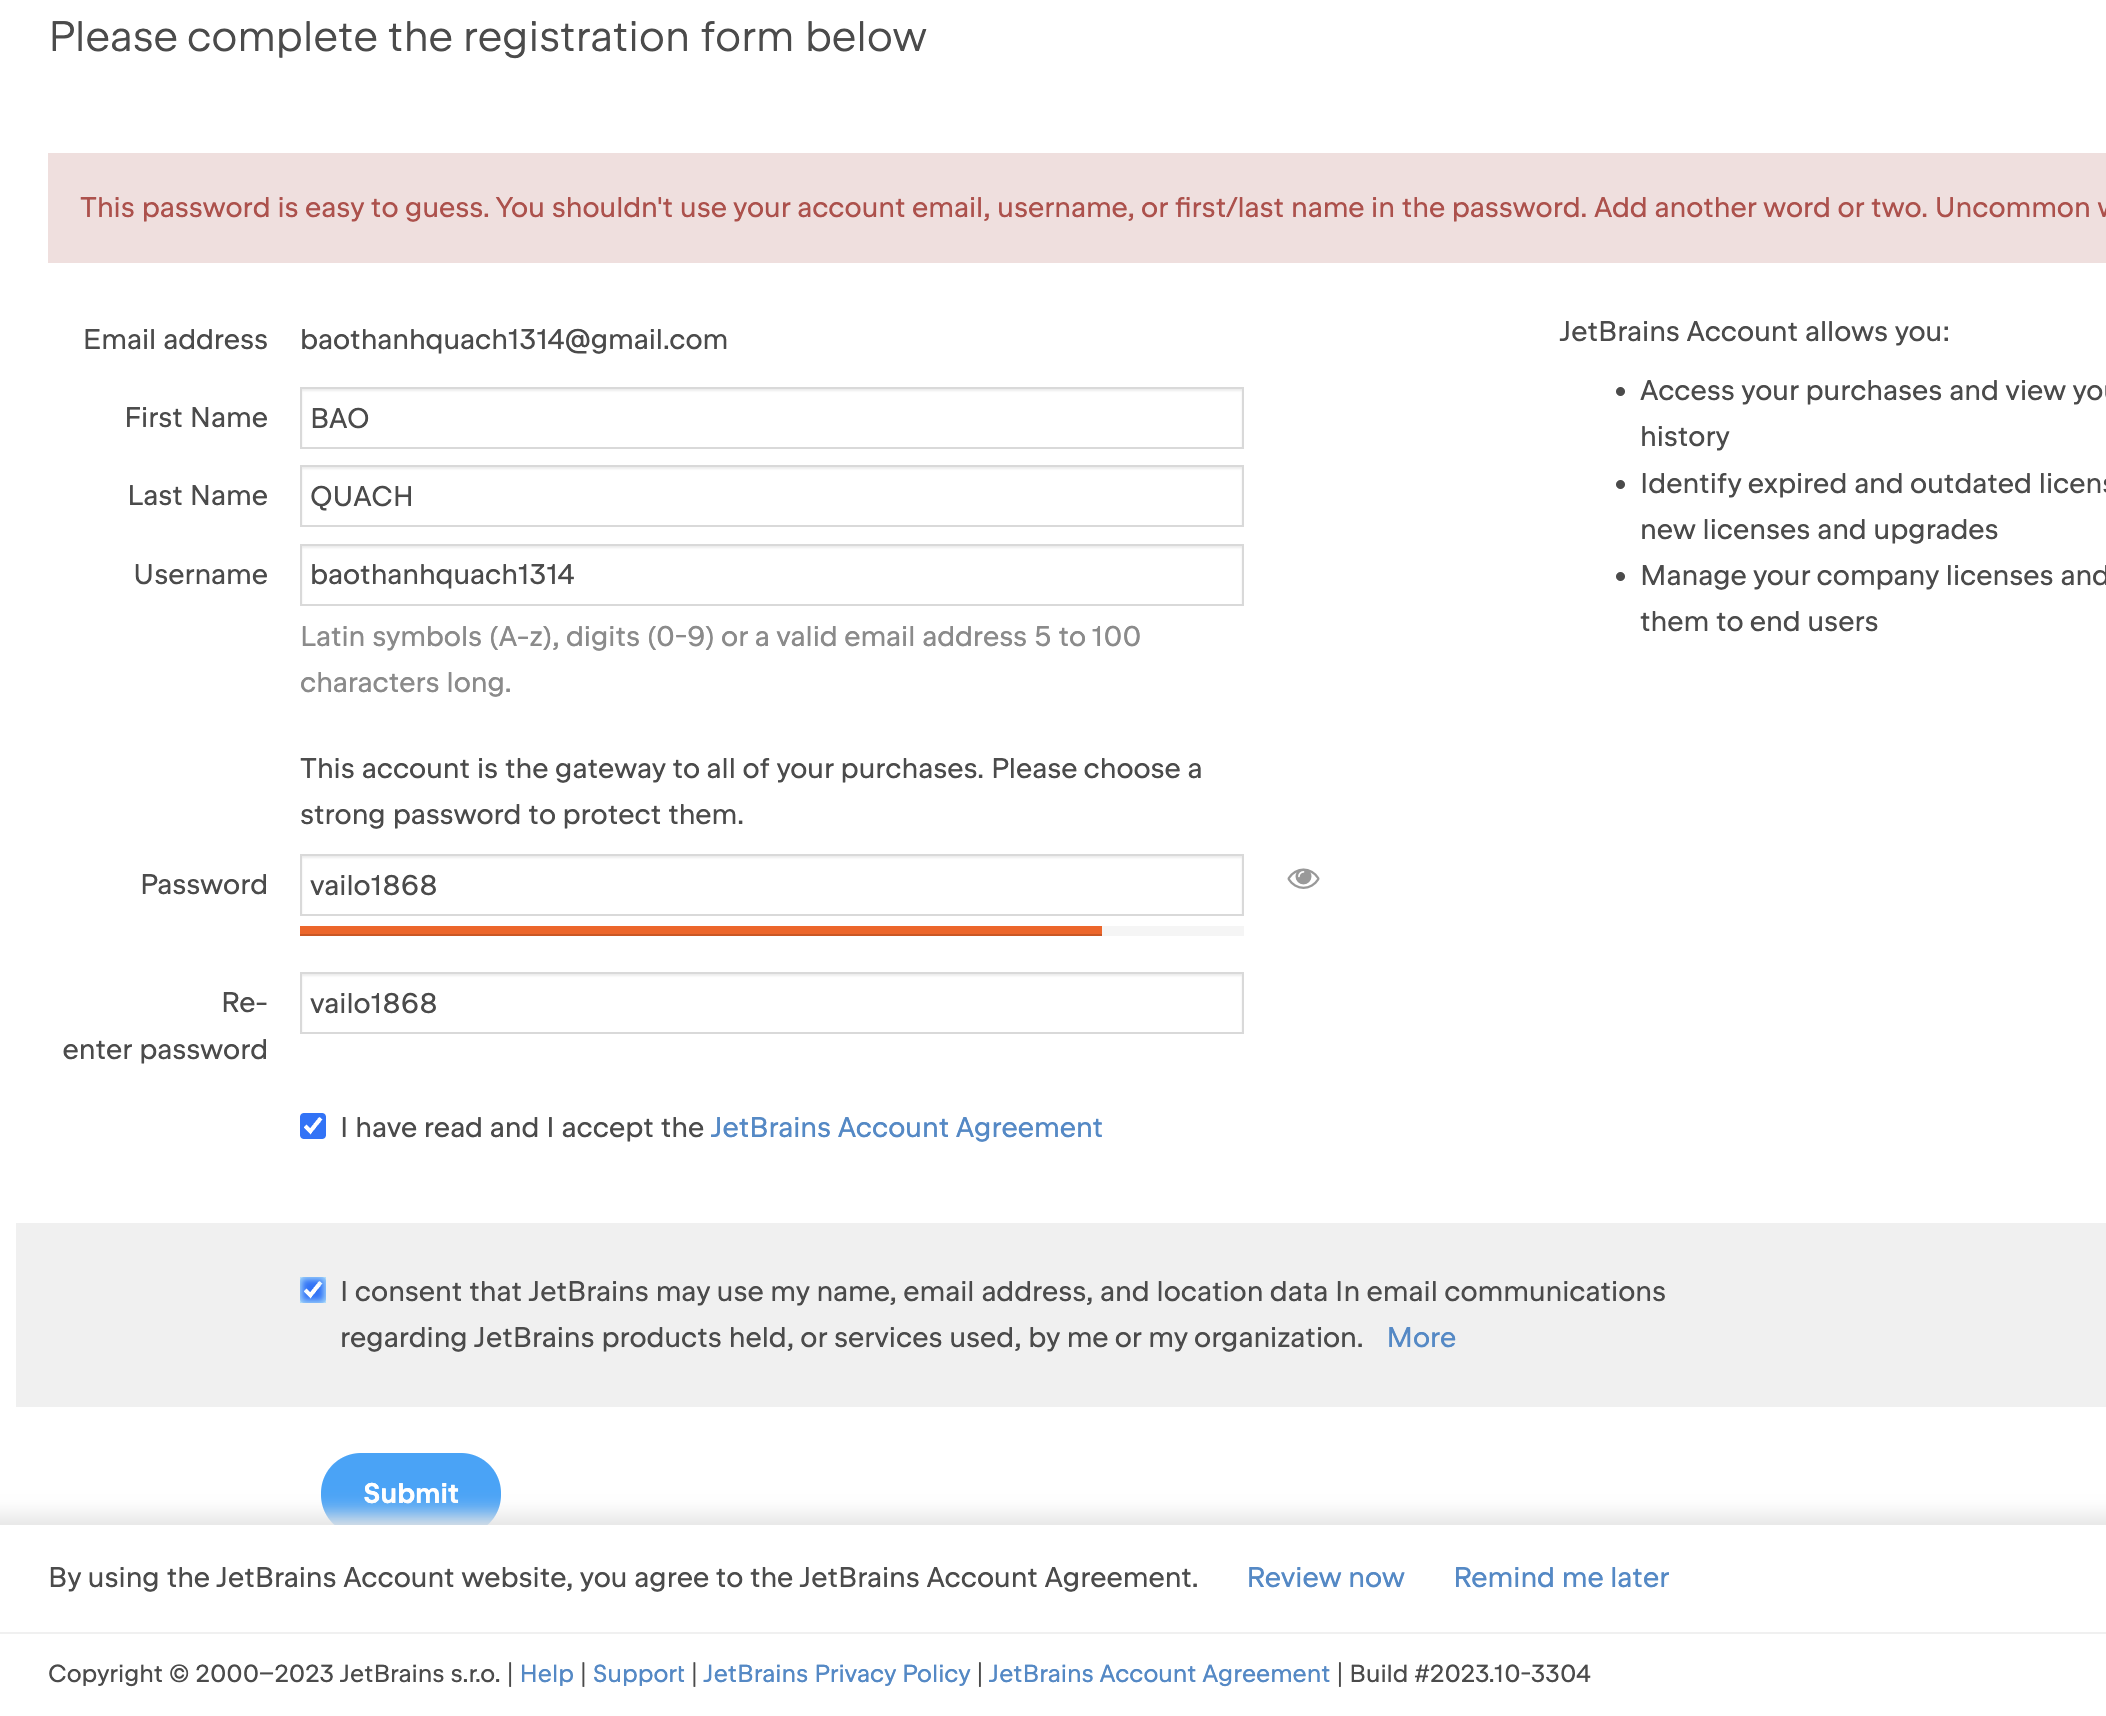 Please complete the registration form below
This password is easy to guess. You shouldn't use your account email, username, or first/last name in the password. Add another word or two. Uncommon
Email address baothanhquach1314@gmail.com
First Name BAO
Last Name QUACH
Username baothanhquach1314
Latin symbols (A-z), digits (0-9) or a valid email address 5 to 100
characters long.
This account is the gateway to all of your purchases. Please choose a
strong password to protect them.
Password vailo1868
Re-
enter password
vailo1868
I have read and I accept the JetBrains Account Agreement
JetBrains Account allows you:
• Access your purchases and view
history
• Identify expired and outdated
new licenses and upgrades
• Manage your company licenses and
them to end users
I consent that JetBrains may use my name, email address, and location data In email communications
regarding JetBrains products held, or services used, by me or my organization. More
Submit
By using the JetBrains Account website, you agree to the JetBrains Account Agreement. Review now Remind me later
Copyright © 2000–2023 JetBrains s.r.o. | Help | Support | JetBrains Privacy Policy | JetBrains Account Agreement | Build #2023.10-3304